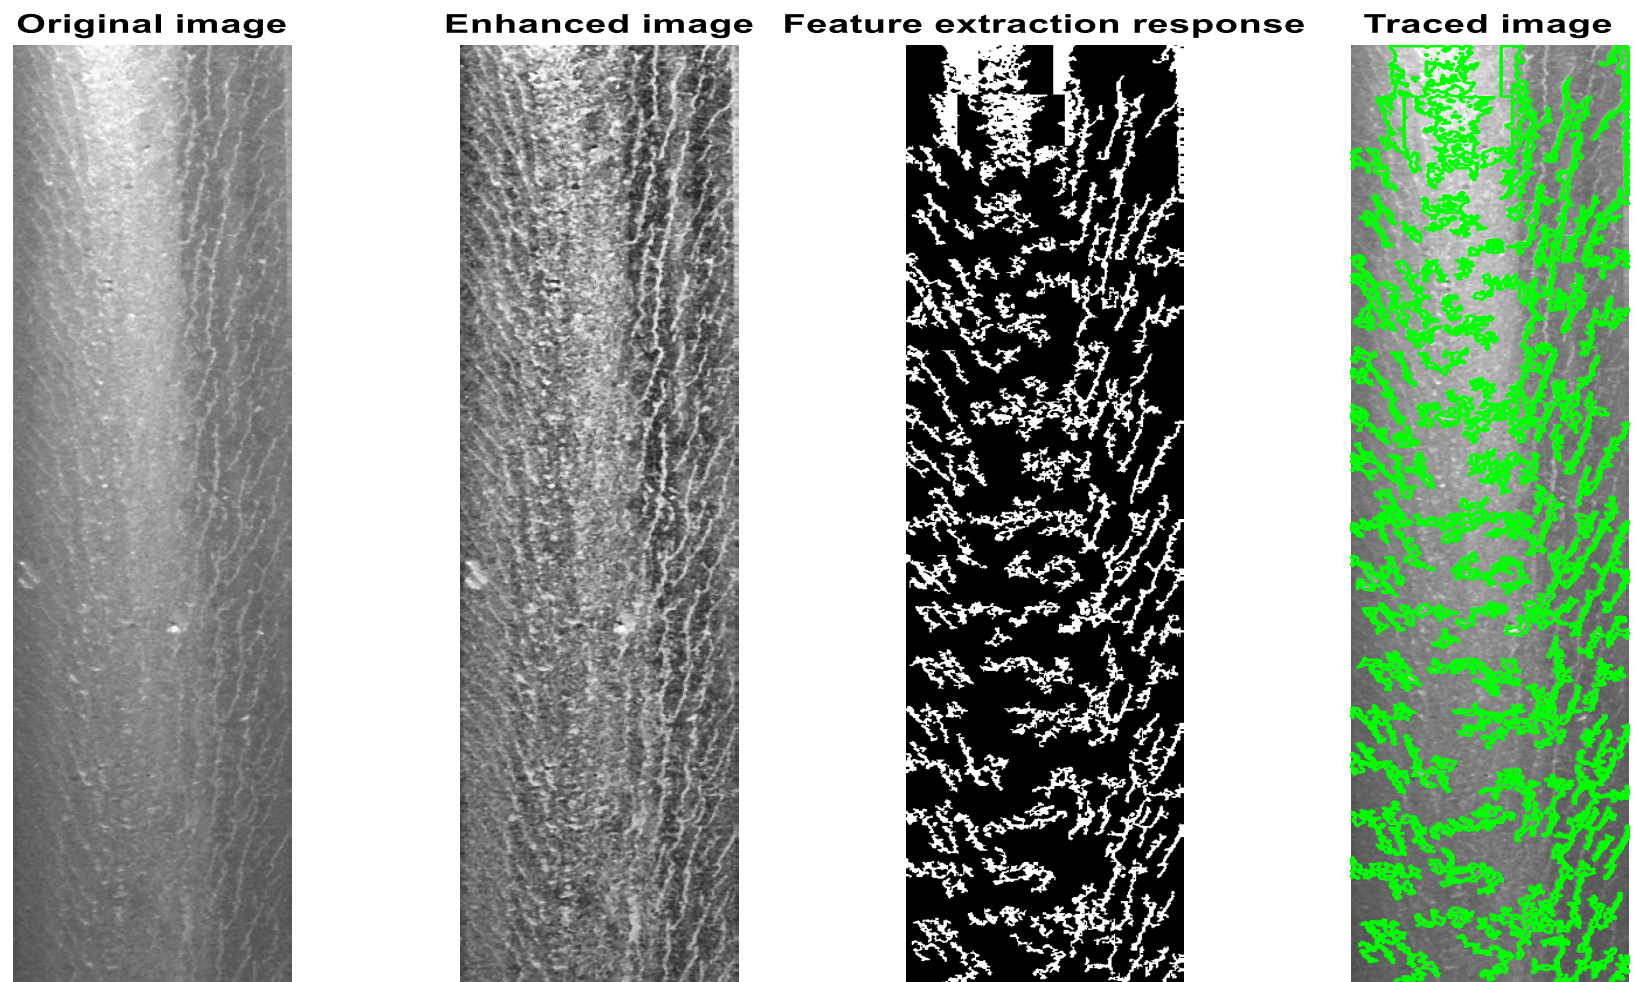 Original image
Enhanced image
Feature extraction response
Traced image